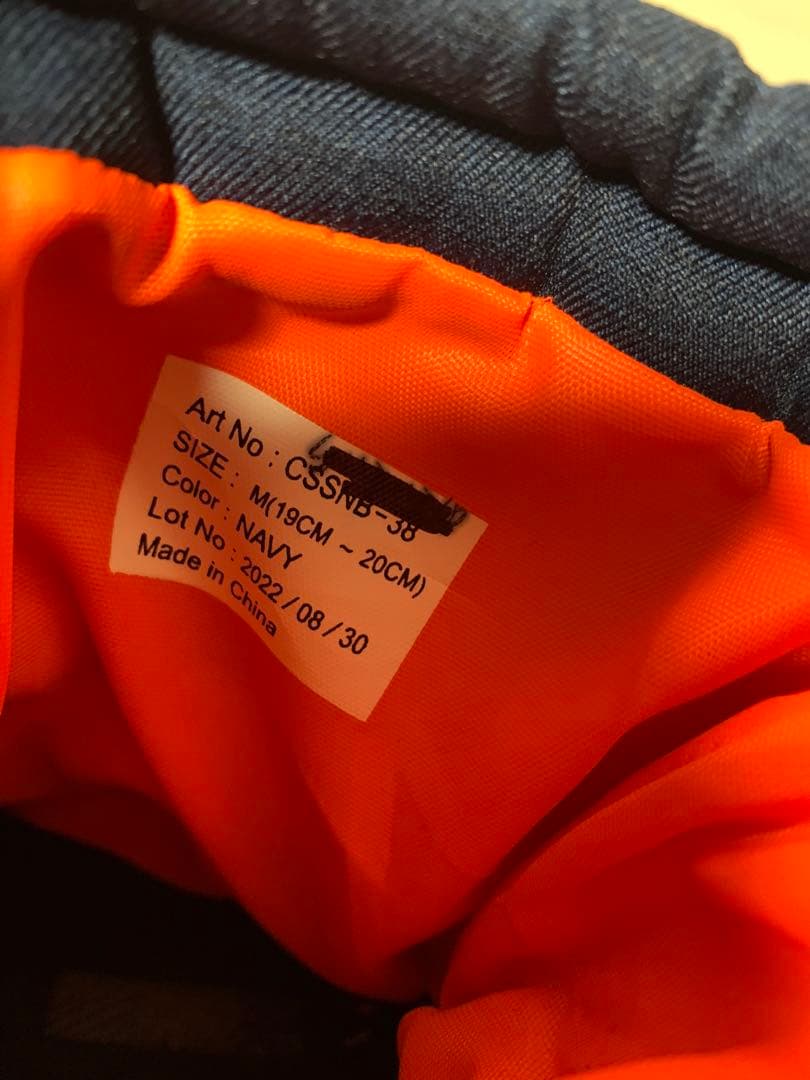 Art No : CSSNB-38
SIZE : M(19CM ~ 20CM)
Color : NAVY
Lot No : 2022/08/30
Made in China